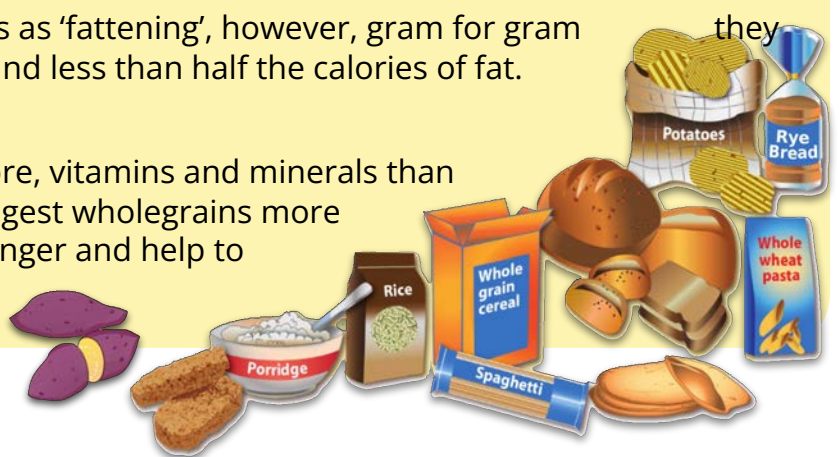 s as ‘fattening’, however, gram for gram they
nd less than half the calories of fat.
re, vitamins and minerals than
gest wholegrains more
nger and help to
Potatoes
Rye
Bread
Whole
wheat
pasta
Whole
grain
cereal
Rice
Porridge
Spaghetti